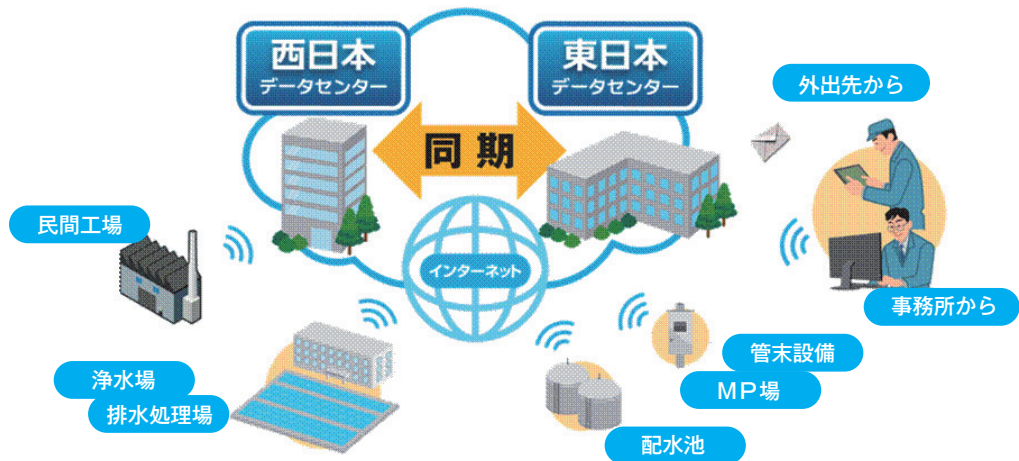 西日本
データセンター
東日本
データセンター
外出先から
同期
民間工場
インターネット
事務所から
管末設備
浄水場
MP場
排水処理場
配水池